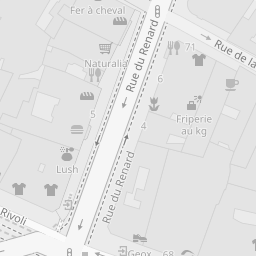 Fer à cheval
Rue du Renard
Rue de la
71
Naturalia
6
5
4
Friperie
au kg
Lush
Rue du Renard
Rivoli
Geox
68